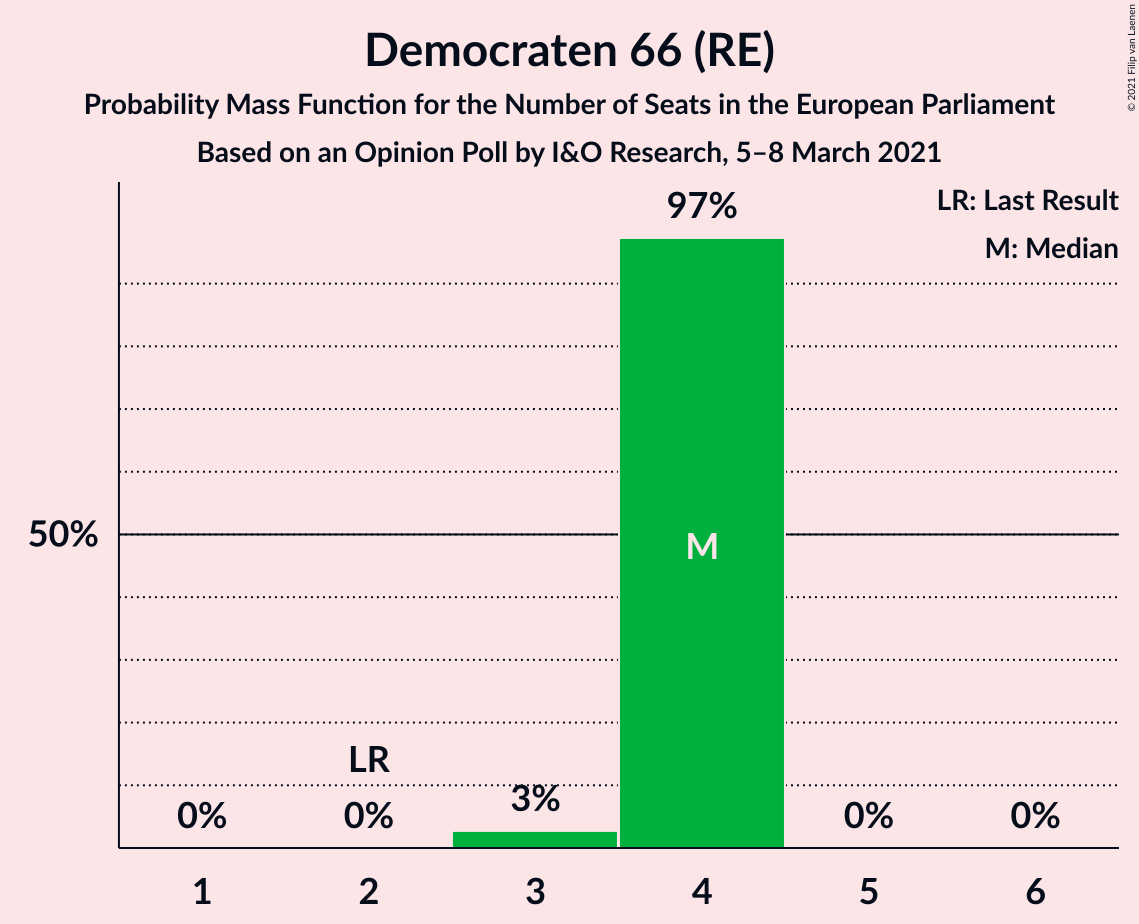 Democraten 66 (RE)
Probability Mass Function for the Number of Seats in the European Parliament
Based on an Opinion Poll by I&O Research, 5–8 March 2021
© 2021 Filip van Laenen
LR: Last Result
M: Median
97%
50%
M
LR
0% 0% 3% 0% 0%
1 2 3 4 5 6